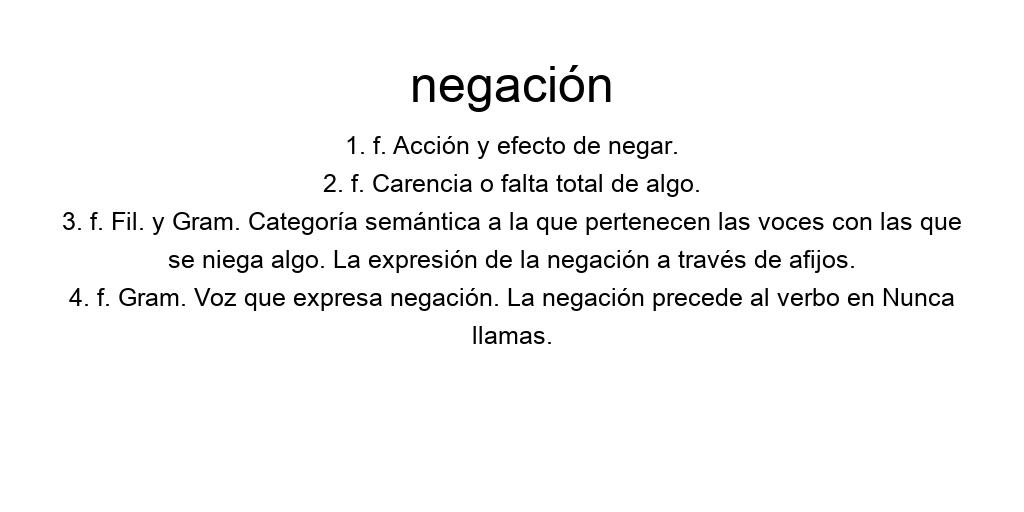 negación
1. f. Acción y efecto de negar.
2. f. Carencia o falta total de algo.
3. f. Fil. y Gram. Categoría semántica a la que pertenecen las voces con las que
se niega algo. La expresión de la negación a través de afijos.
4. f. Gram. Voz que expresa negación. La negación precede al verbo en Nunca
llamas.